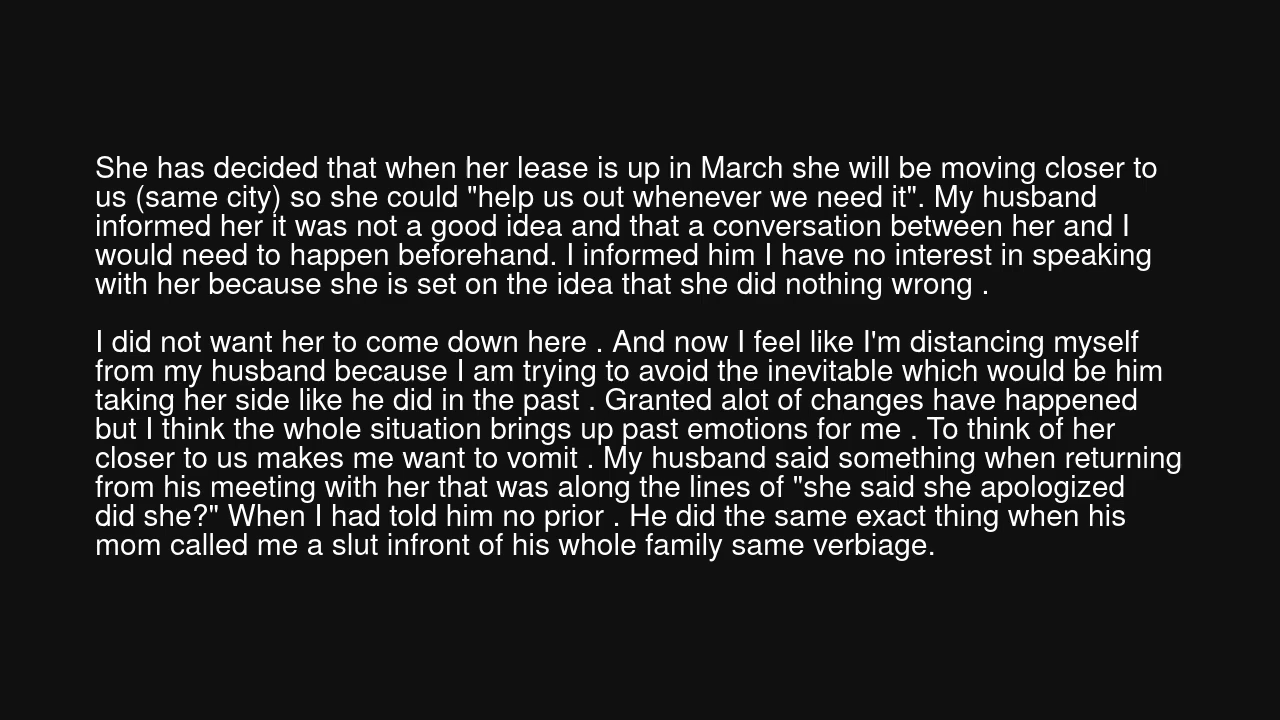 She has decided that when her lease is up in March she will be moving closer to
us (same city) so she could "help us out whenever we need it". My husband
informed her it was not a good idea and that a conversation between her and I
would need to happen beforehand. I informed him I have no interest in speaking
with her because she is set on the idea that she did nothing wrong .
I did not want her to come down here . And now I feel like I'm distancing myself
from my husband because I am trying to avoid the inevitable which would be him
taking her side like he did in the past . Granted alot of changes have happened
but I think the whole situation brings up past emotions for me . To think of her
closer to us makes me want to vomit . My husband said something when returning
from his meeting with her that was along the lines of "she said she apologized
did she?" When I had told him no prior . He did the same exact thing when his
mom called me a slut infront of his whole family same verbiage.